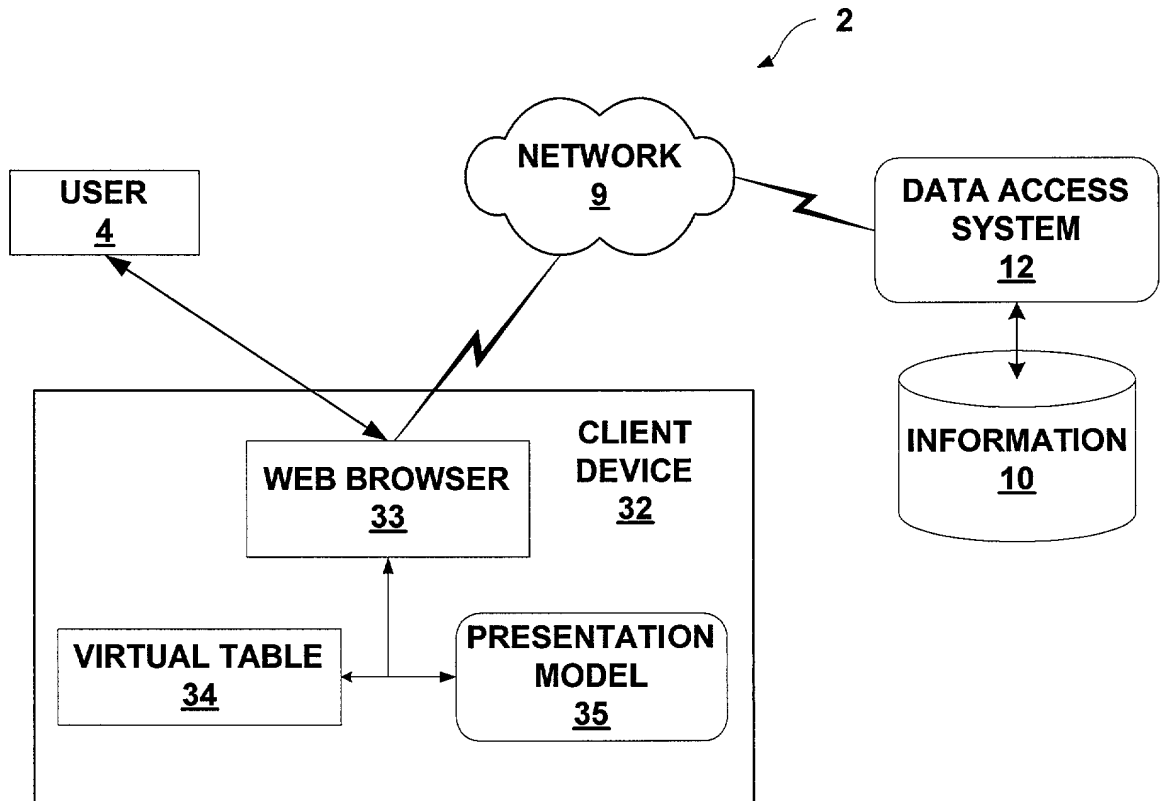 2
NETWORK
9
USER
4
DATA ACCESS
SYSTEM
12
INFORMATION
10
CLIENT
DEVICE
32
WEB BROWSER
33
VIRTUAL TABLE
34
PRESENTATION
MODEL
35